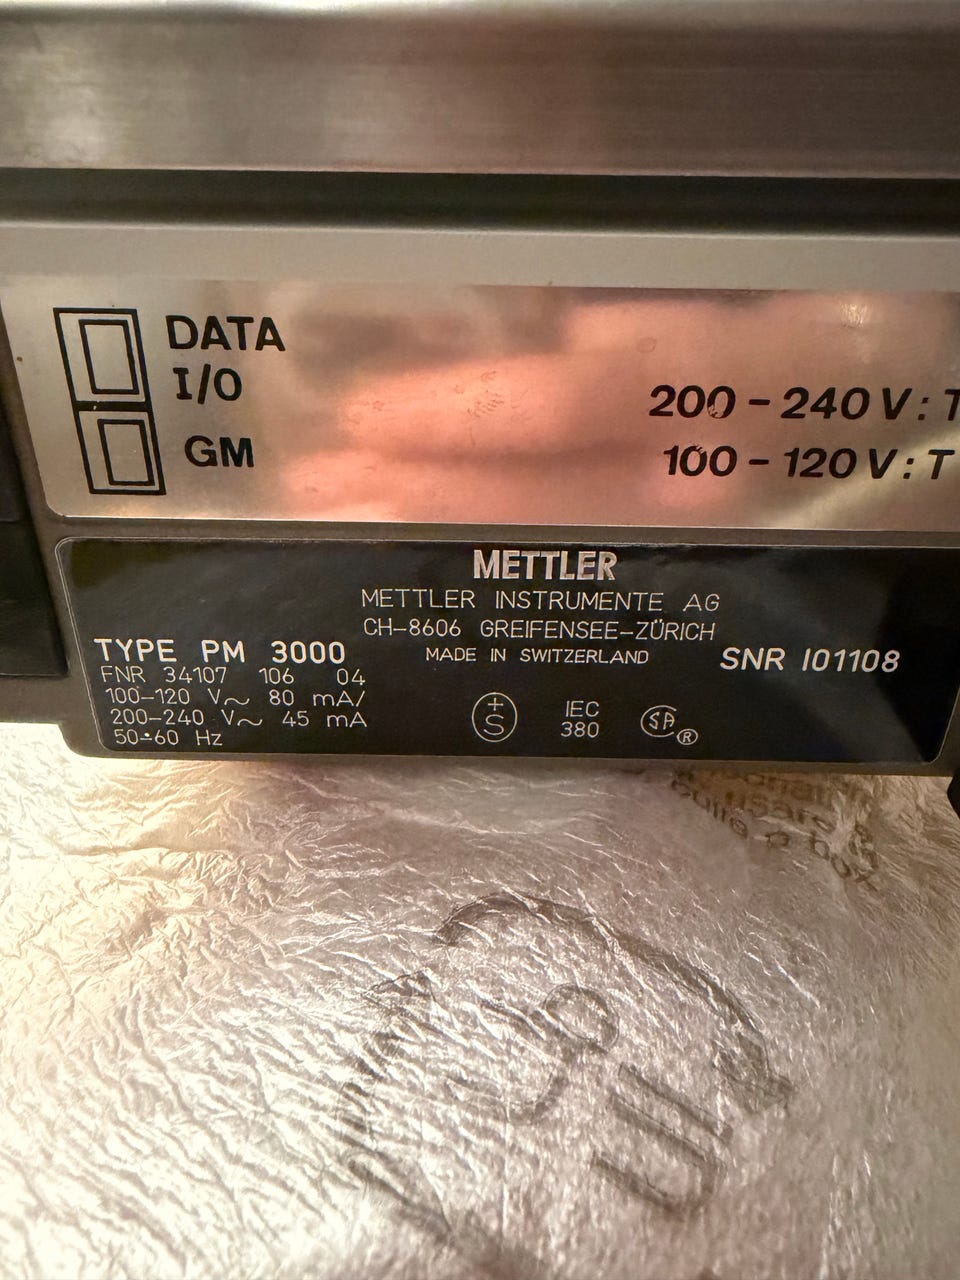 DATA
I/O
GM
200-240 V: T
100-120 V: T
METTLER
METTLER INSTRUMENTE AG
CH-8606 GREIFENSEE-ZÜRICH
MADE IN SWITZERLAND
TYPE PM 3000
FNR 34107 106 04
100-120 V~ 80 mA/
200-240 V~ 45 mA
50-60 Hz
+
S
IEC
380
SA ®
SNR I01108